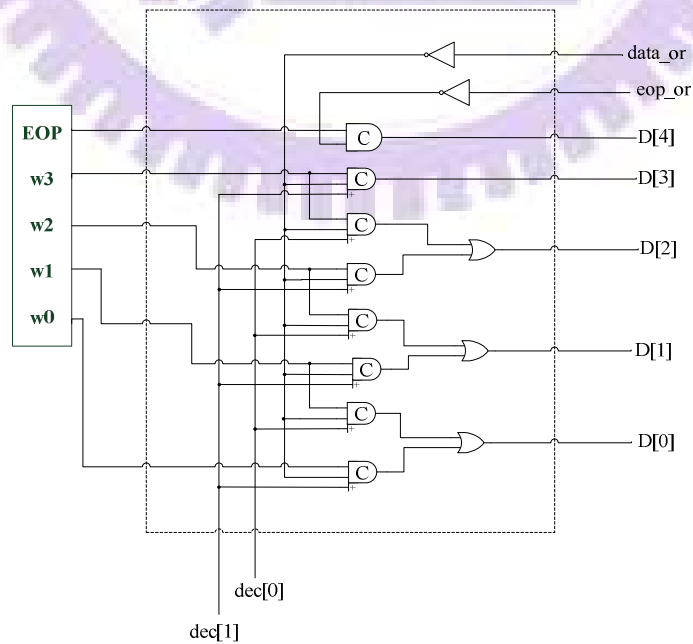 data_or
eop_or
EOP
C
D[4]
w3
C
D[3]
+
w2
C
D[2]
+
w1
C
+
w0
C
D[1]
+
C
+
C
D[0]
+
C
+
dec[0]
dec[1]